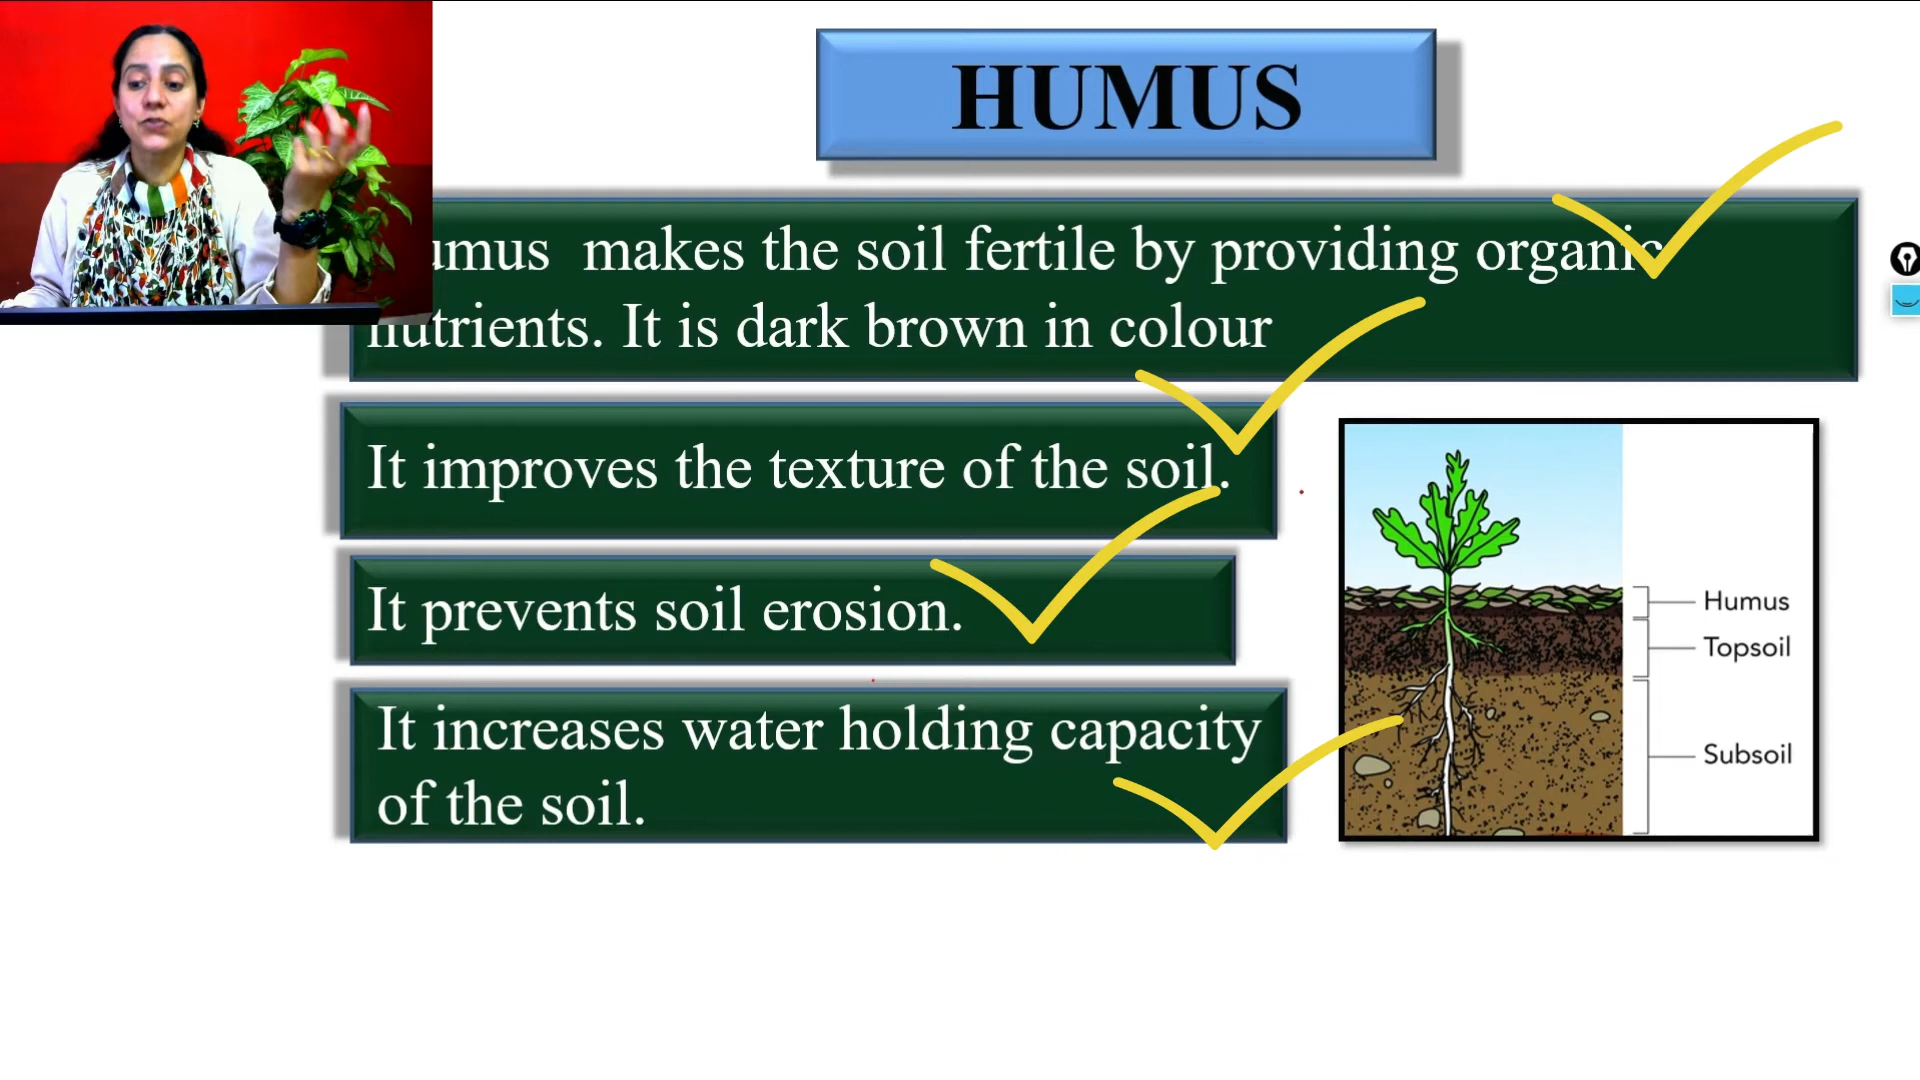 HUMUS
umus makes the soil fertile by providing organic
nutrients. It is dark brown in colour
It improves the texture of the soil.
It prevents soil erosion.
It increases water holding capacity
of the soil.
Humus
Topsoil
Subsoil